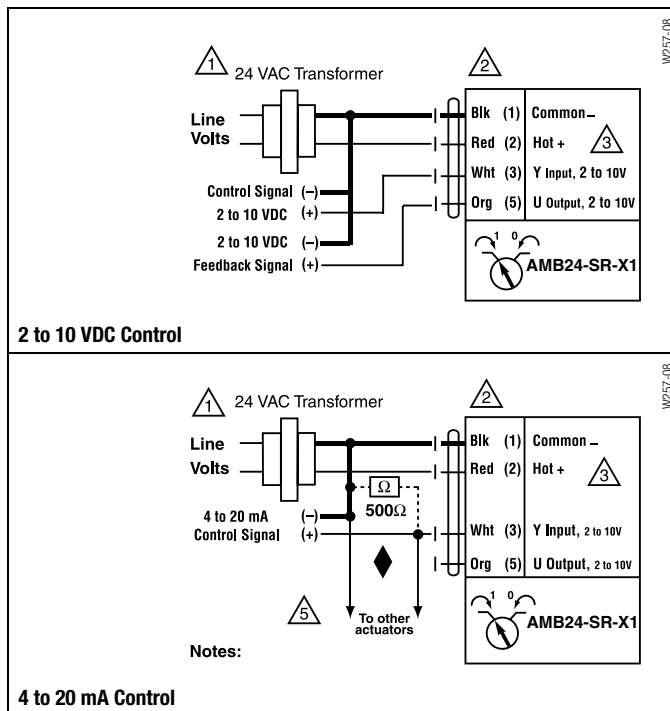 W257-08
1 24 VAC Transformer 2
Line
Volts
Blk (1) Common –
Red (2) Hot + 3
Wht (3) Y Input, 2 to 10V
Org (5) U Output, 2 to 10V
Control Signal (–)
2 to 10 VDC (+)
2 to 10 VDC (–)
Feedback Signal (+)
1 0
AMB24-SR-X1
2 to 10 VDC Control
W257-08
1 24 VAC Transformer 2
Line
Volts
Blk (1) Common –
Red (2) Hot + 3
Ω
500Ω
4 to 20 mA (–)
Control Signal (+)
Wht (3) Y Input, 2 to 10V
Org (5) U Output, 2 to 10V
5
To other
actuators
1 0
AMB24-SR-X1
Notes:
4 to 20 mA Control